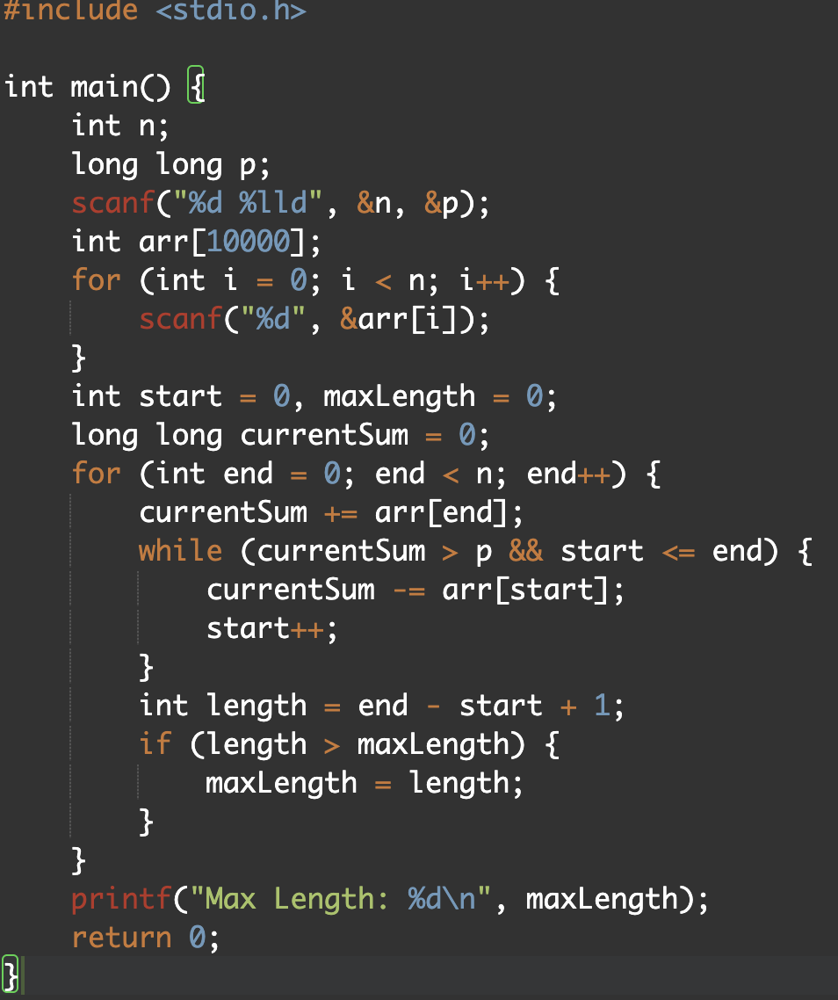 #include <stdio.h>

int main() {
    int n;
    long long p;
    scanf("%d %lld", &n, &p);
    int arr[10000];
    for (int i = 0; i < n; i++) {
        scanf("%d", &arr[i]);
    }
    int start = 0, maxLength = 0;
    long long currentSum = 0;
    for (int end = 0; end < n; end++) {
        currentSum += arr[end];
        while (currentSum > p && start <= end) {
            currentSum -= arr[start];
            start++;
        }
        int length = end - start + 1;
        if (length > maxLength) {
            maxLength = length;
        }
    }
    printf("Max Length: %d\n", maxLength);
    return 0;
}